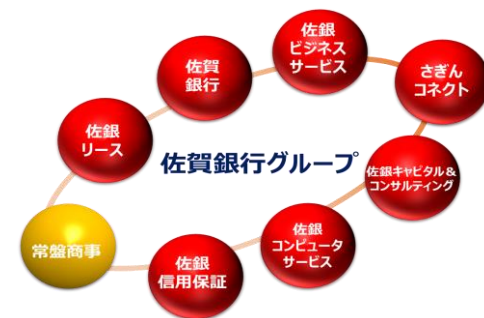 佐銀
ビジネス
サービス
佐賀
銀行
さぎん
コネクト
佐銀
リース
佐賀銀行グループ
佐銀キャピタル&
コンサルティング
常盤商事
佐銀
コンピュータ
サービス
佐銀
信用保証